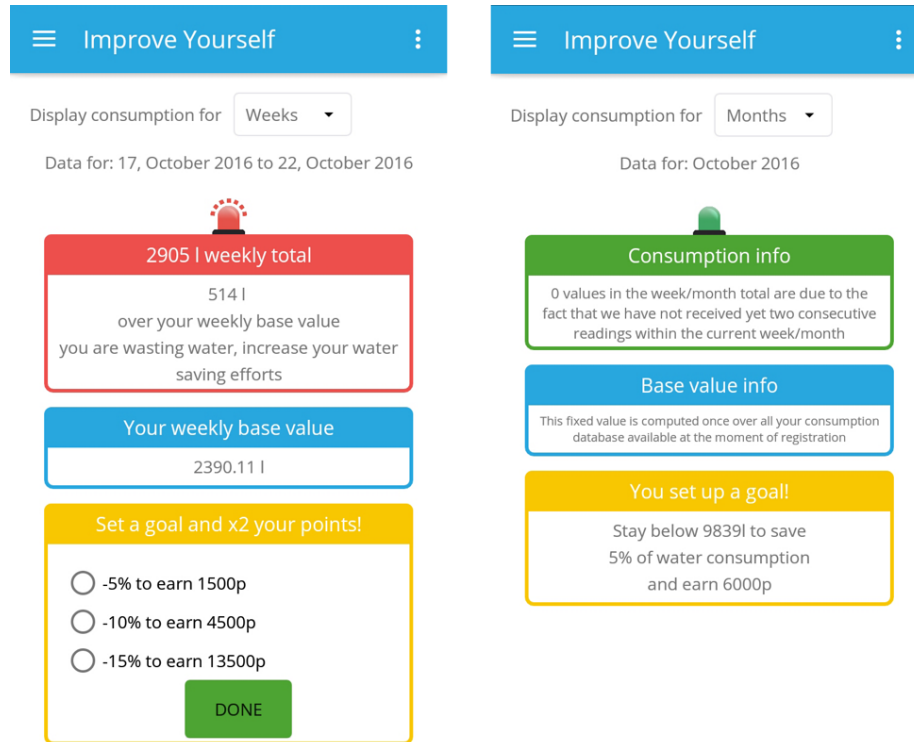 Improve Yourself
Display consumption for Weeks
Data for: 17, October 2016 to 22, October 2016
2905 l weekly total
514 l
over your weekly base value
you are wasting water, increase your water
saving efforts
Your weekly base value
2390.11 l
Set a goal and x2 your points!
-5% to earn 1500p
-10% to earn 4500p
-15% to earn 13500p
DONE
Improve Yourself
Display consumption for Months
Data for: October 2016
Consumption info
0 values in the week/month total are due to the
fact that we have not received yet two consecutive
readings within the current week/month
Base value info
This fixed value is computed once over all your consumption
database available at the moment of registration
You set up a goal!
Stay below 9839l to save
5% of water consumption
and earn 6000p